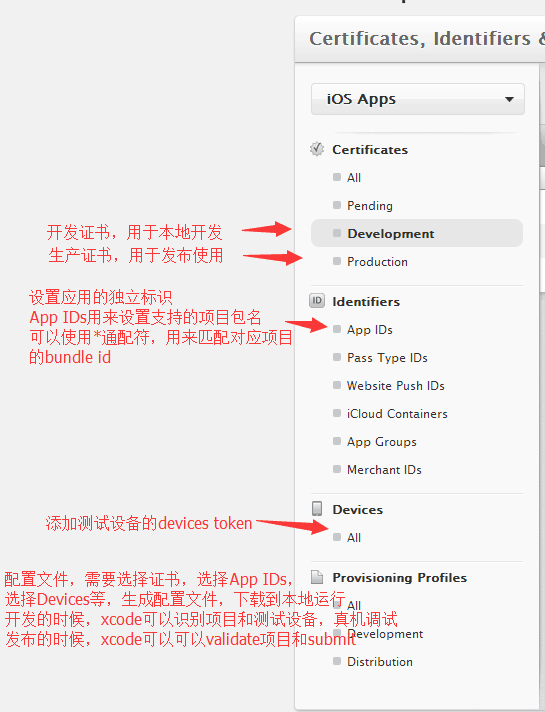 Certificates, Identifiers &
iOS Apps
Certificates
All
Pending
开发证书，用于本地开发
Development
生产证书，用于发布使用
Production
设置应用的独立标识
App IDs用来设置支持的项目包名
可以使用*通配符，用来匹配对应项目
的bundle id
Identifiers
App IDs
Pass Type IDs
Website Push IDs
iCloud Containers
App Groups
Merchant IDs
Devices
添加测试设备的devices token
All
Provisioning Profiles
配置文件，需要选择证书，选择App IDs，
选择Devices等，生成配置文件，下载到本地运行
开发的时候，xcode可以识别项目和测试设备，真机调试
发布的时候，xcode可以可以validate项目和submit
All
Development
Distribution